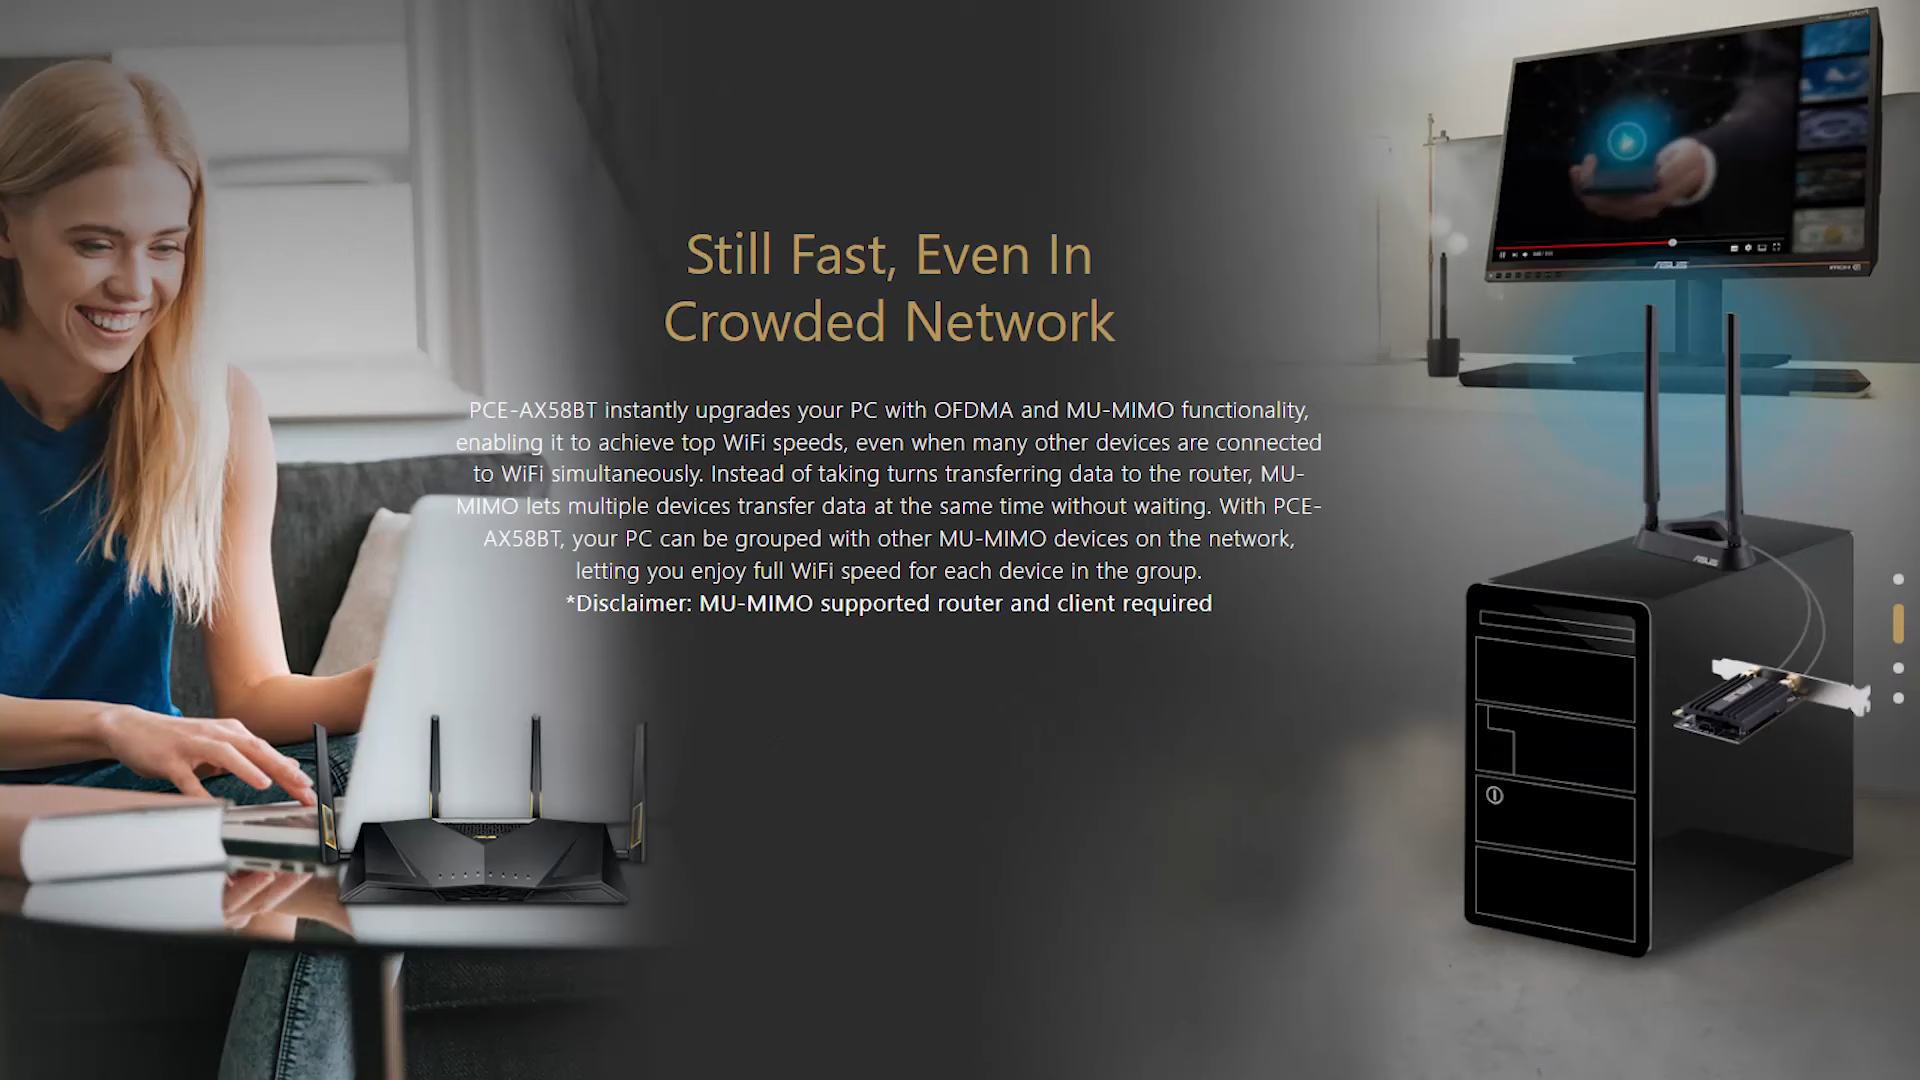 Still Fast, Even In
Crowded Network
PCE-AX58BT instantly upgrades your PC with OFDMA and MU-MIMO functionality,
enabling it to achieve top WiFi speeds, even when many other devices are connected
to WiFi simultaneously. Instead of taking turns transferring data to the router, MU-
MIMO lets multiple devices transfer data at the same time without waiting. With PCE-
AX58BT, your PC can be grouped with other MU-MIMO devices on the network,
letting you enjoy full WiFi speed for each device in the group.
*Disclaimer: MU-MIMO supported router and client required
ASUS
ASUS
ASUS